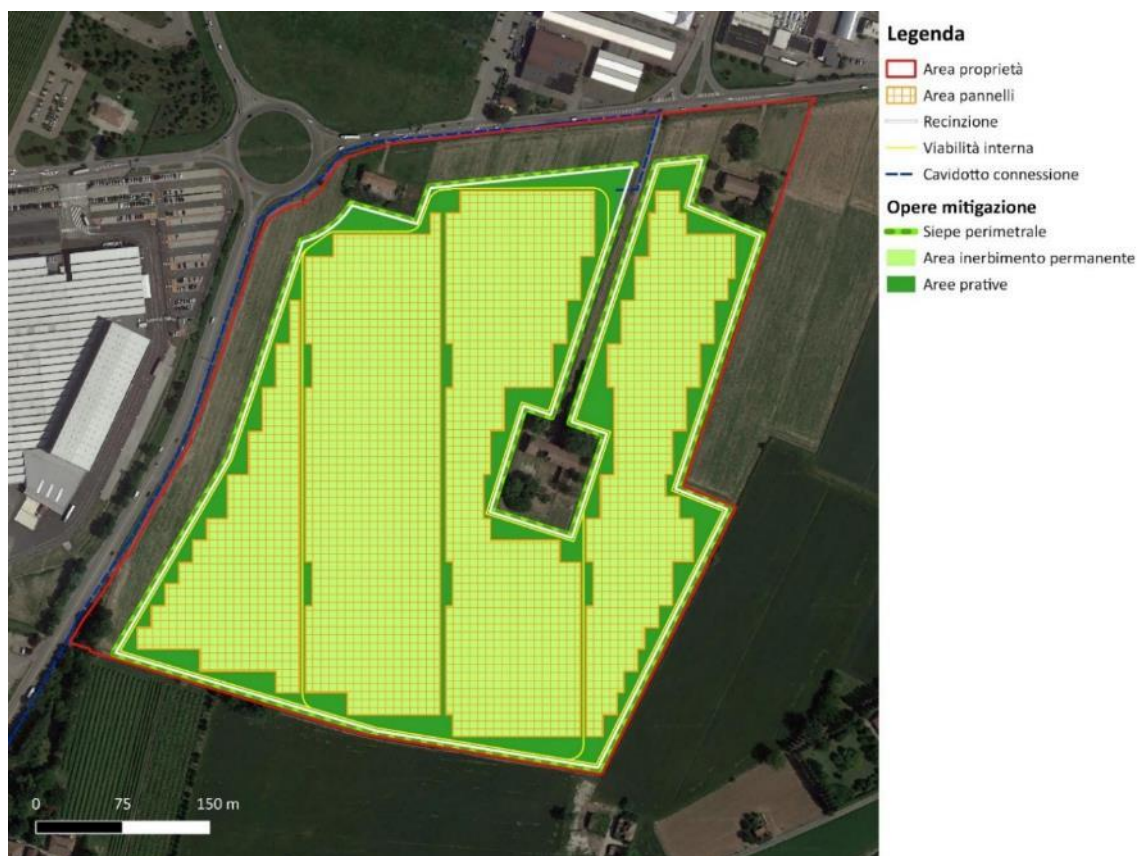 Legenda
Area proprietà
Area pannelli
Recinzione
Viabilità interna
Cavidotto connessione
Opere mitigazione
Siepe perimetrale
Area inerbimento permanente
Aree prative
0 75 150 m